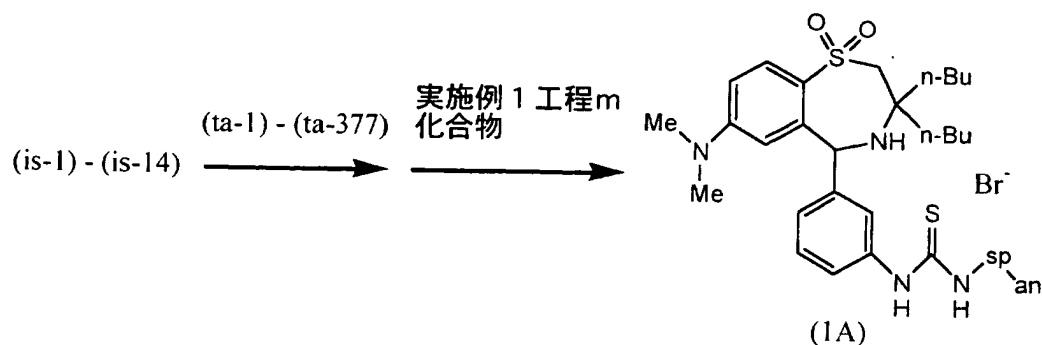 (is-1) - (is-14)
(ta-1) - (ta-377)
実施例1工程m
化合物
O
O
S
n-Bu
n-Bu
NH
Me
N
Me
Br-
S
N
H
N
H
sp
an
(1A)